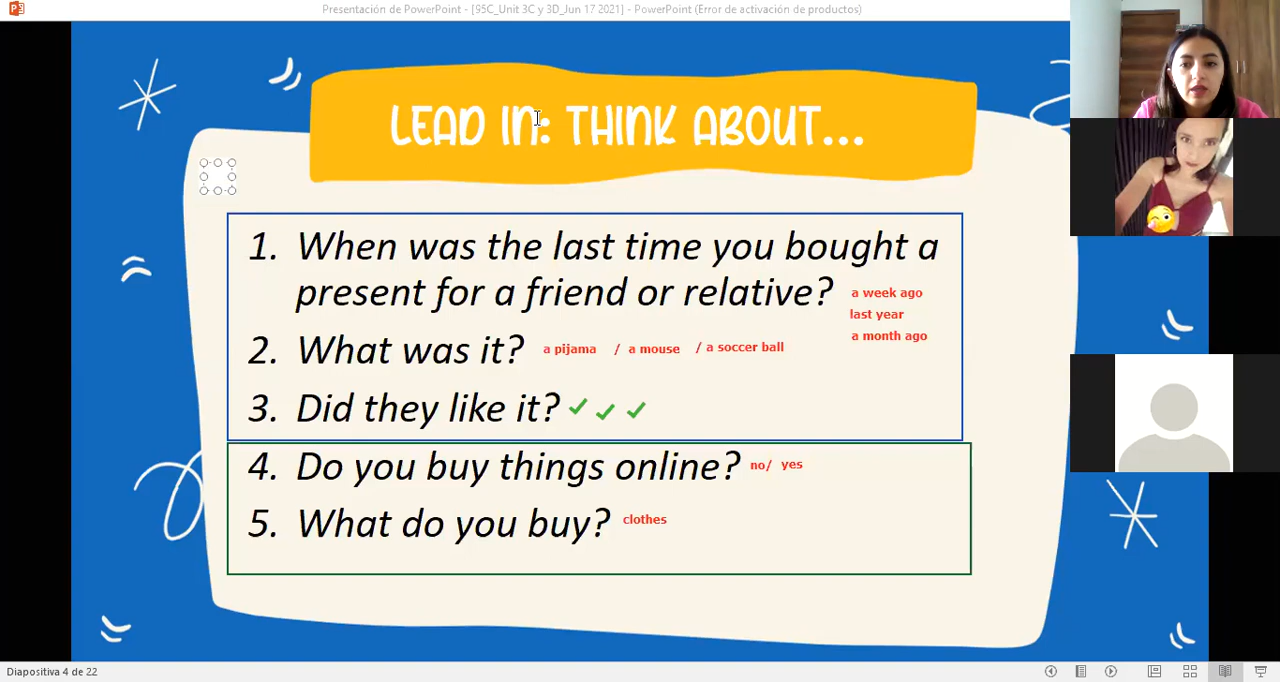 Presentación de PowerPoint - [95C_Unit 3C y 3D_Jun 17 2021] - PowerPoint (Error de activación de productos)
LEAD IN: THINK ABOUT...
1. When was the last time you bought a
present for a friend or relative?
a week ago
last year
a month ago
2. What was it? a pijama / a mouse / a soccer ball
3. Did they like it?
4. Do you buy things online? no/ yes
5. What do you buy? clothes
Diapositiva 4 de 22